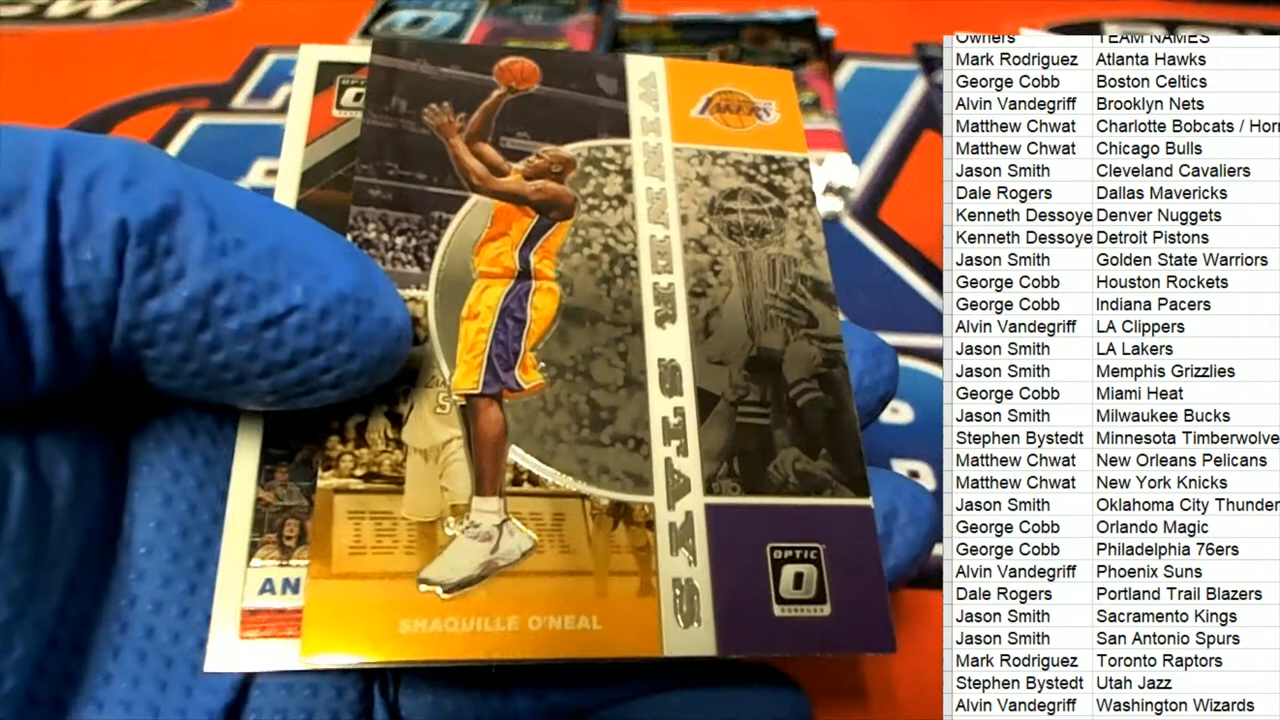 OPTIC
LAKERS
WINNER STAYS
AN
OPTIC
DONRUSS
SHAQUILLE O'NEAL
Owners TEAM NAMES
Mark Rodriguez Atlanta Hawks
George Cobb Boston Celtics
Alvin Vandegriff Brooklyn Nets
Matthew Chwat Charlotte Bobcats / Horn
Matthew Chwat Chicago Bulls
Jason Smith Cleveland Cavaliers
Dale Rogers Dallas Mavericks
Kenneth Dessoye Denver Nuggets
Kenneth Dessoye Detroit Pistons
Jason Smith Golden State Warriors
George Cobb Houston Rockets
George Cobb Indiana Pacers
Alvin Vandegriff LA Clippers
Jason Smith LA Lakers
Jason Smith Memphis Grizzlies
George Cobb Miami Heat
Jason Smith Milwaukee Bucks
Stephen Bystedt Minnesota Timberwolve
Matthew Chwat New Orleans Pelicans
Matthew Chwat New York Knicks
Jason Smith Oklahoma City Thunder
George Cobb Orlando Magic
George Cobb Philadelphia 76ers
Alvin Vandegriff Phoenix Suns
Dale Rogers Portland Trail Blazers
Jason Smith Sacramento Kings
Jason Smith San Antonio Spurs
Mark Rodriguez Toronto Raptors
Stephen Bystedt Utah Jazz
Alvin Vandegriff Washington Wizards